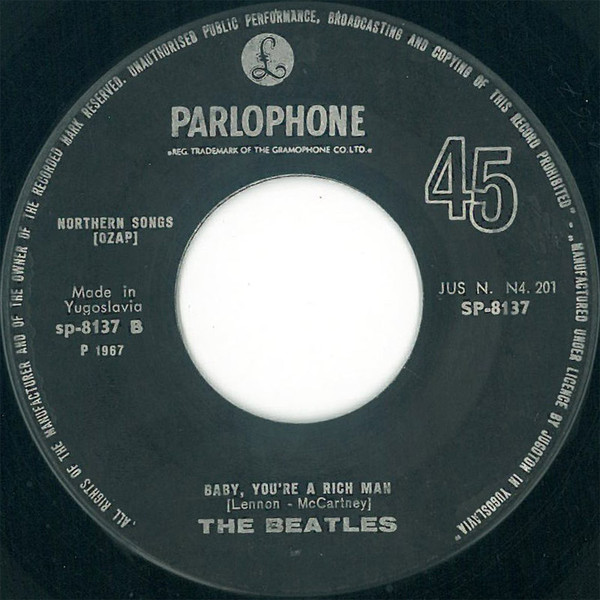 „ALL RIGHTS OF THE MANUFACTURER AND OF THE OWNER OF THE RECORDED MARK RESERVED. UNAUTHORISED PUBLIC PERFORMANCE, BROADCASTING AND COPYING OF THIS RECORD PROHIBITED” - „MANUFACTURED UNDER LICENCE BY JUGOTON IN YUGOSLAVIA”
£
PARLOPHONE
»REG. TRADEMARK OF THE GRAMOPHONE CO. LTD.«
45
NORTHERN SONGS
[OZAP]
Made in
Yugoslavia
sp-8137 B
P 1967
JUS N. N4. 201
SP-8137
BABY, YOU'RE A RICH MAN
[Lennon - McCartney]
THE BEATLES